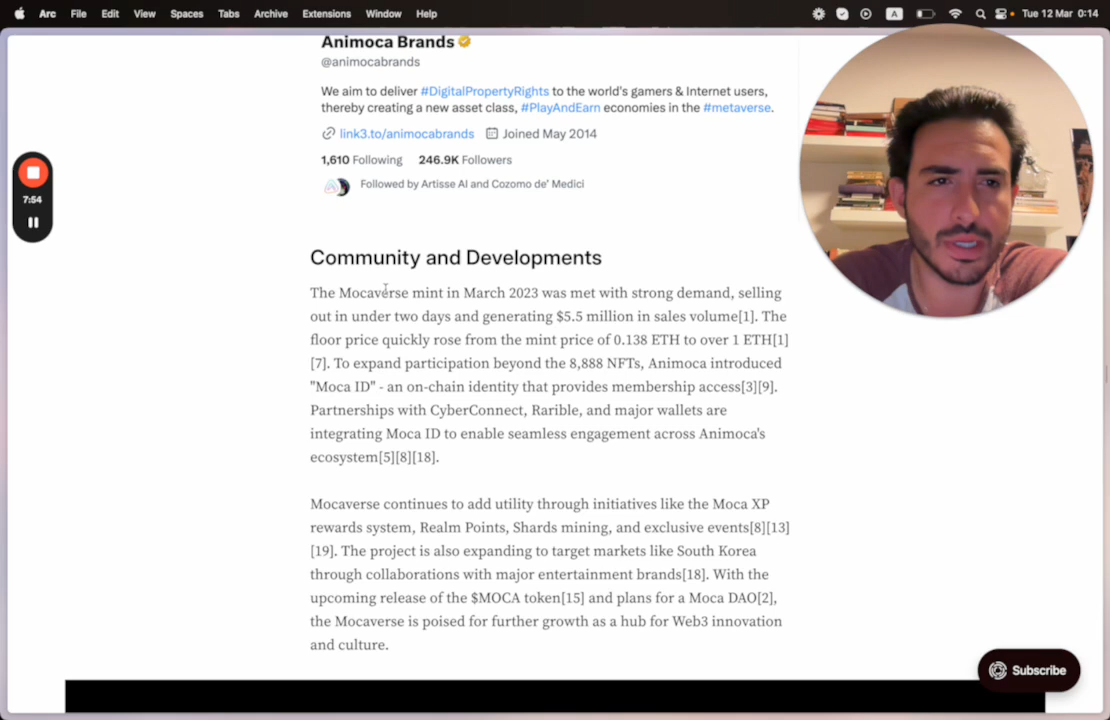 Arc File Edit View Spaces Tabs Archive Extensions Window Help A Tue 12 Mar 0:14
Animoca Brands
@animocabrands
We aim to deliver #DigitalPropertyRights to the world's gamers & Internet users,
thereby creating a new asset class, #PlayAndEarn economies in the #metaverse.
link3.to/animocabrands Joined May 2014
1,610 Following 246.9K Followers
Followed by Artisse AI and Cozomo de' Medici
7:54
Community and Developments
The Mocaverse mint in March 2023 was met with strong demand, selling
out in under two days and generating $5.5 million in sales volume[1]. The
floor price quickly rose from the mint price of 0.138 ETH to over 1 ETH[1]
[7]. To expand participation beyond the 8,888 NFTs, Animoca introduced
"Moca ID" - an on-chain identity that provides membership access[3][9].
Partnerships with CyberConnect, Rarible, and major wallets are
integrating Moca ID to enable seamless engagement across Animoca's
ecosystem[5][8][18].
Mocaverse continues to add utility through initiatives like the Moca XP
rewards system, Realm Points, Shards mining, and exclusive events[8][13]
[19]. The project is also expanding to target markets like South Korea
through collaborations with major entertainment brands[18]. With the
upcoming release of the $MOCA token[15] and plans for a Moca DAO[2],
the Mocaverse is poised for further growth as a hub for Web3 innovation
and culture.
Subscribe